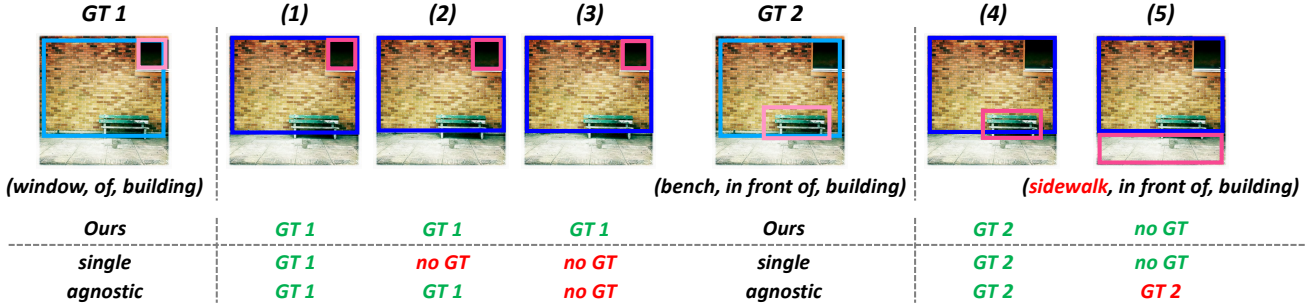 GT 1 (1) (2) (3) GT 2 (4) (5)
(window, of, building) (bench, in front of, building) (sidewalk, in front of, building)
Ours GT 1 GT 1 GT 1 Ours GT 2 no GT
single GT 1 no GT no GT single GT 2 no GT
agnostic GT 1 GT 1 no GT agnostic GT 2 GT 2